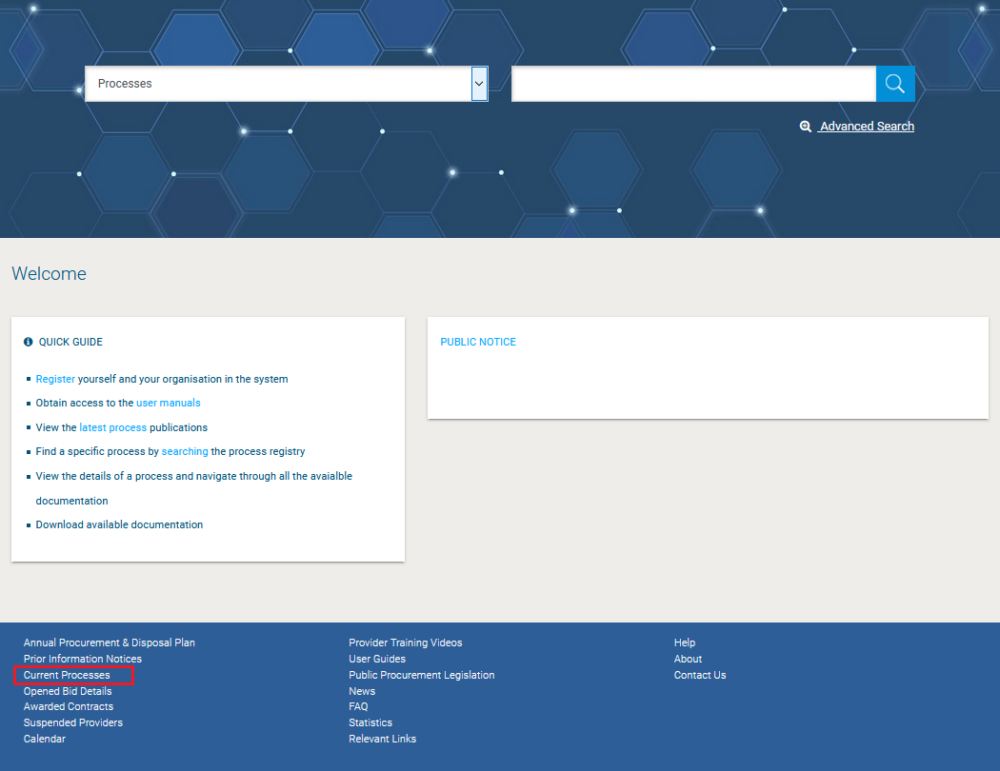 Processes
Advanced Search
Welcome
QUICK GUIDE
Register yourself and your organisation in the system
Obtain access to the user manuals
View the latest process publications
Find a specific process by searching the process registry
View the details of a process and navigate through all the avaialble
documentation
Download available documentation
PUBLIC NOTICE
Annual Procurement & Disposal Plan
Prior Information Notices
Current Processes
Opened Bid Details
Awarded Contracts
Suspended Providers
Calendar
Provider Training Videos
User Guides
Public Procurement Legislation
News
FAQ
Statistics
Relevant Links
Help
About
Contact Us